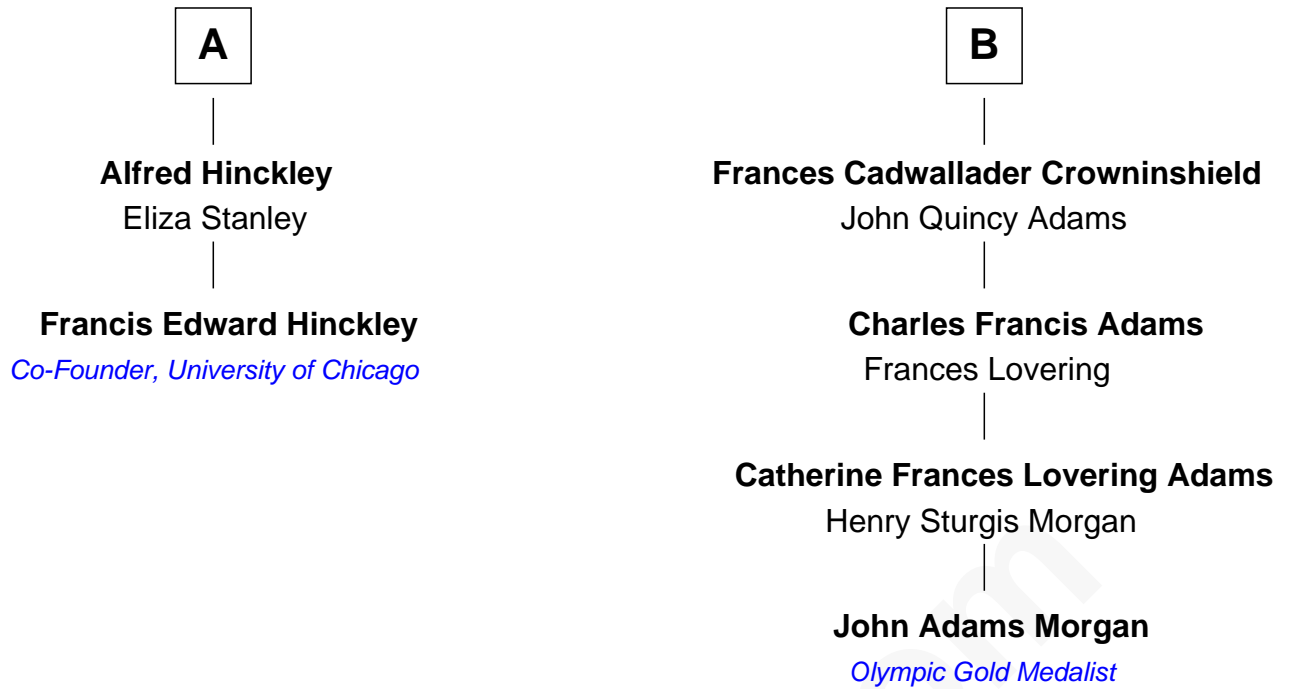 A
Alfred Hinckley
Eliza Stanley
Francis Edward Hinckley
Co-Founder, University of Chicago
B
Frances Cadwallader Crowninshield
John Quincy Adams
Charles Francis Adams
Frances Lovering
Catherine Frances Lovering Adams
Henry Sturgis Morgan
John Adams Morgan
Olympic Gold Medalist